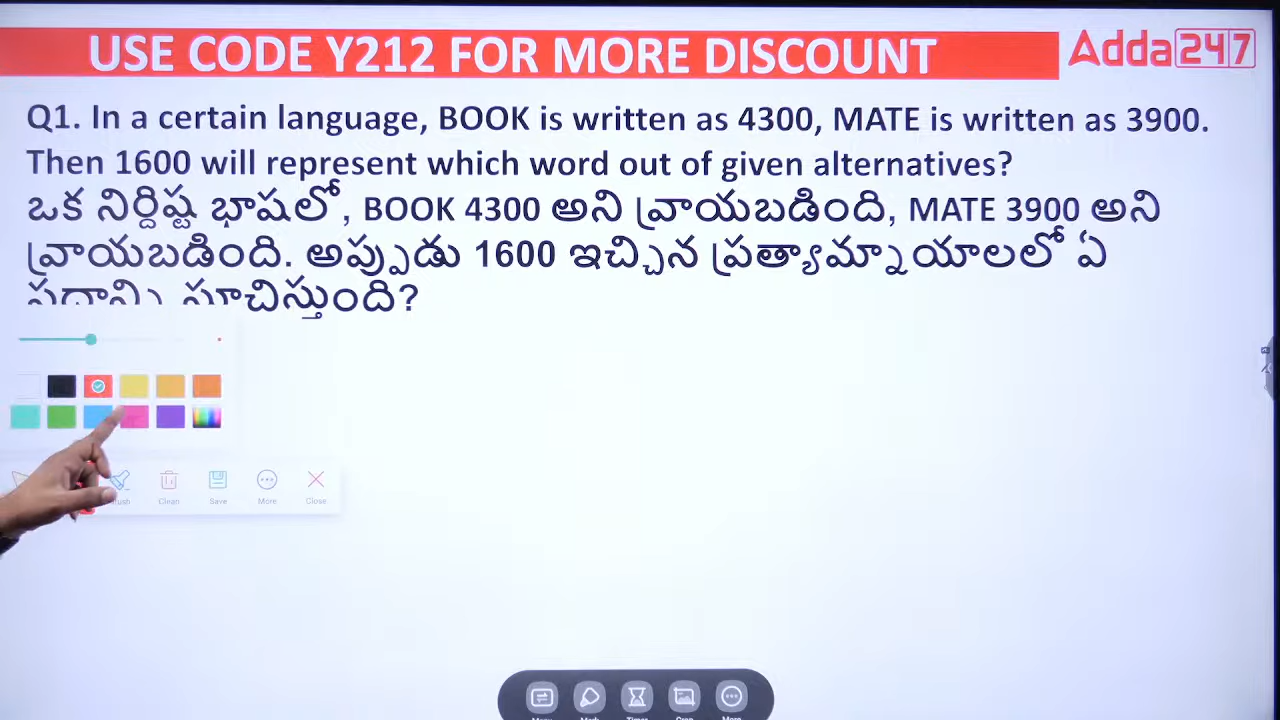 USE CODE Y212 FOR MORE DISCOUNT
Adda247
Q1. In a certain language, BOOK is written as 4300, MATE is written as 3900.
Then 1600 will represent which word out of given alternatives?
ఒక నిర్దిష్ట భాషలో, BOOK 4300 అని వ్రాయబడింది, MATE 3900 అని
వ్రాయబడింది. అప్పుడు 1600 ఇచ్చిన ప్రత్యామ్నాయాలలో ఏ
పదాన్ని సూచిస్తుంది?
Clean
Save
More
Close